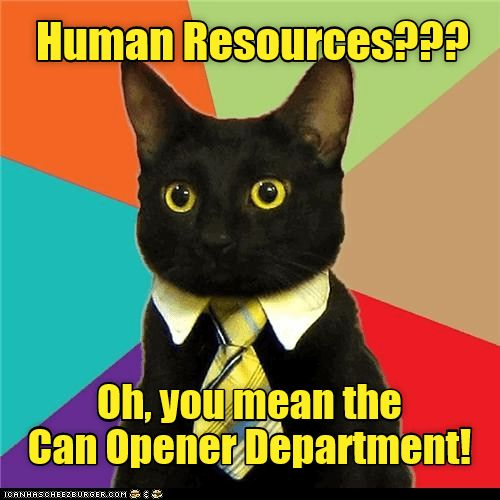 Human Resources???
Oh, you mean the
Can Opener Department!
ICANHASCHEEZBURGER.COM